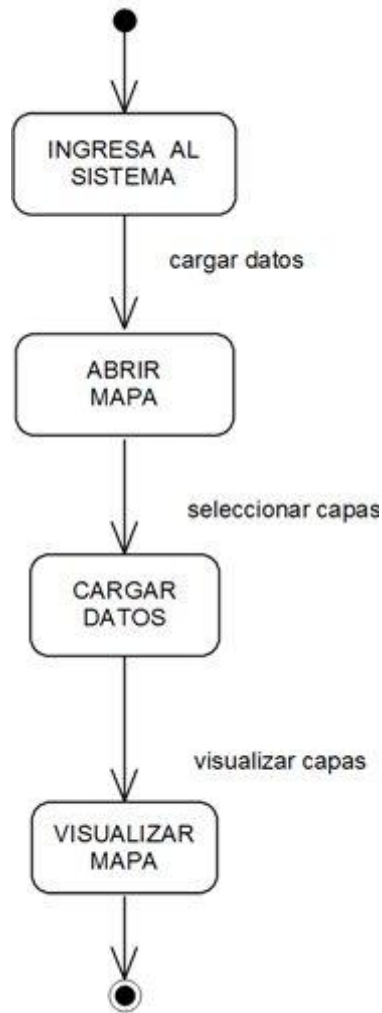 INGRESA AL
SISTEMA
cargar datos
ABRIR
MAPA
seleccionar capas
CARGAR
DATOS
visualizar capas
VISUALIZAR
MAPA